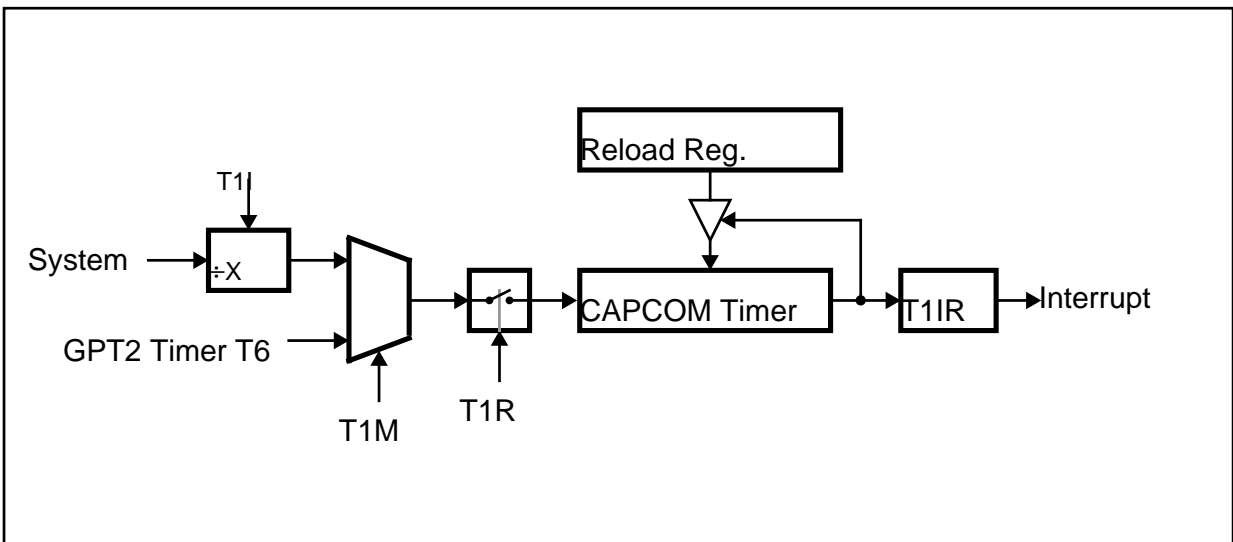 Reload Reg.
T1I
System
÷X
GPT2 Timer T6
T1M
T1R
CAPCOM Timer
T1IR
Interrupt